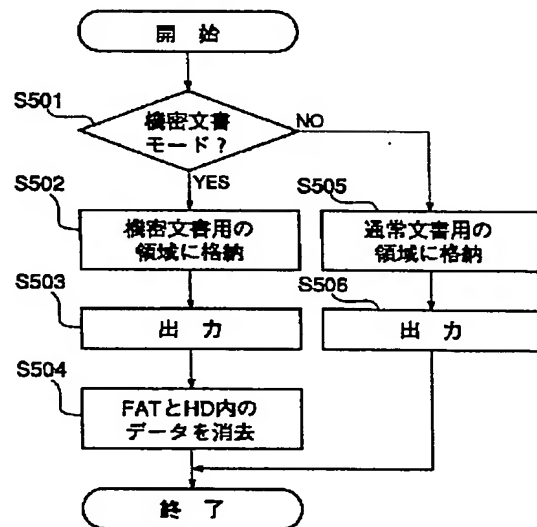 開 始
S501
機密文書
モード?
NO
YES
S502
機密文書用の
領域に格納
S505
通常文書用の
領域に格納
S503
出 力
S506
出 力
S504
FATとHD内の
データを消去
終 了